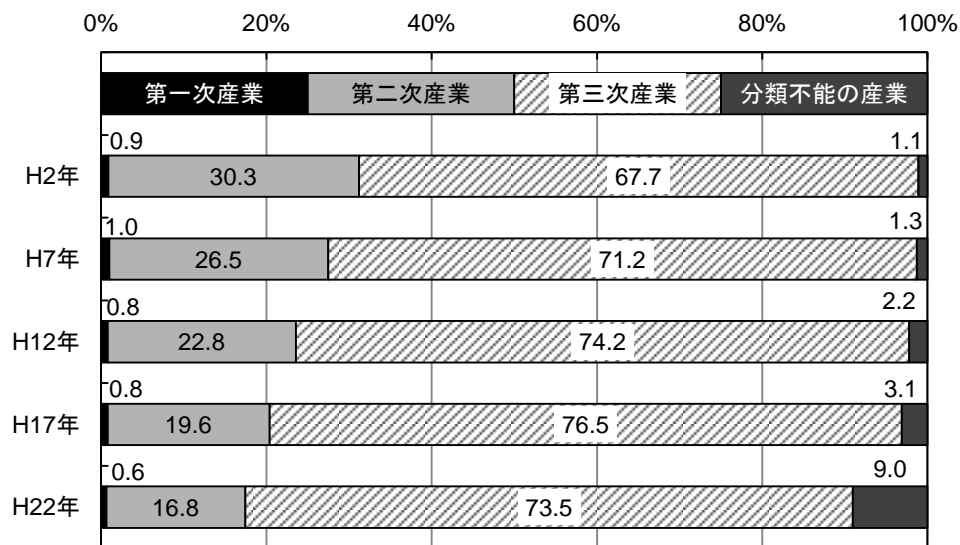 0% 20% 40% 60% 80% 100%
第一次産業 第二次産業 第三次産業 分類不能の産業
0.9 1.1
H2年 30.3 67.7
1.0 1.3
H7年 26.5 71.2
0.8 2.2
H12年 22.8 74.2
0.8 3.1
H17年 19.6 76.5
0.6 9.0
H22年 16.8 73.5